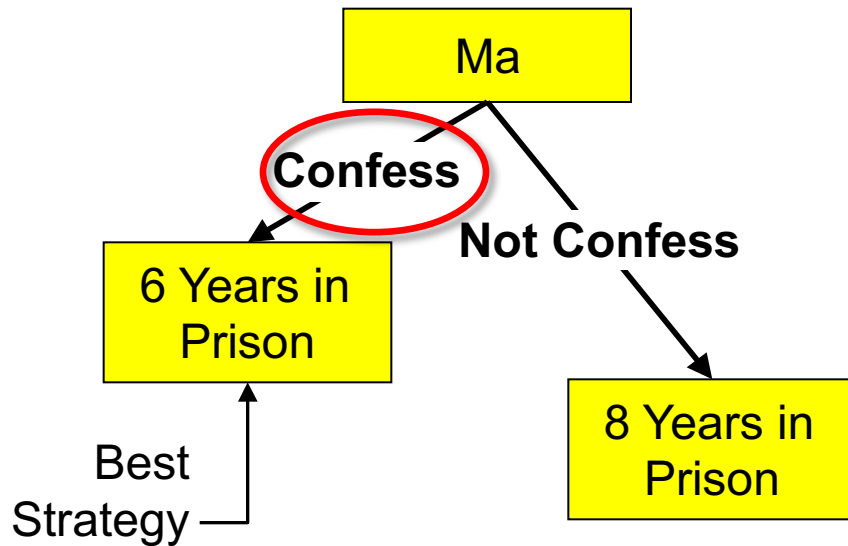 Ma
Confess
Not Confess
6 Years in
Prison
8 Years in
Prison
Best
Strategy